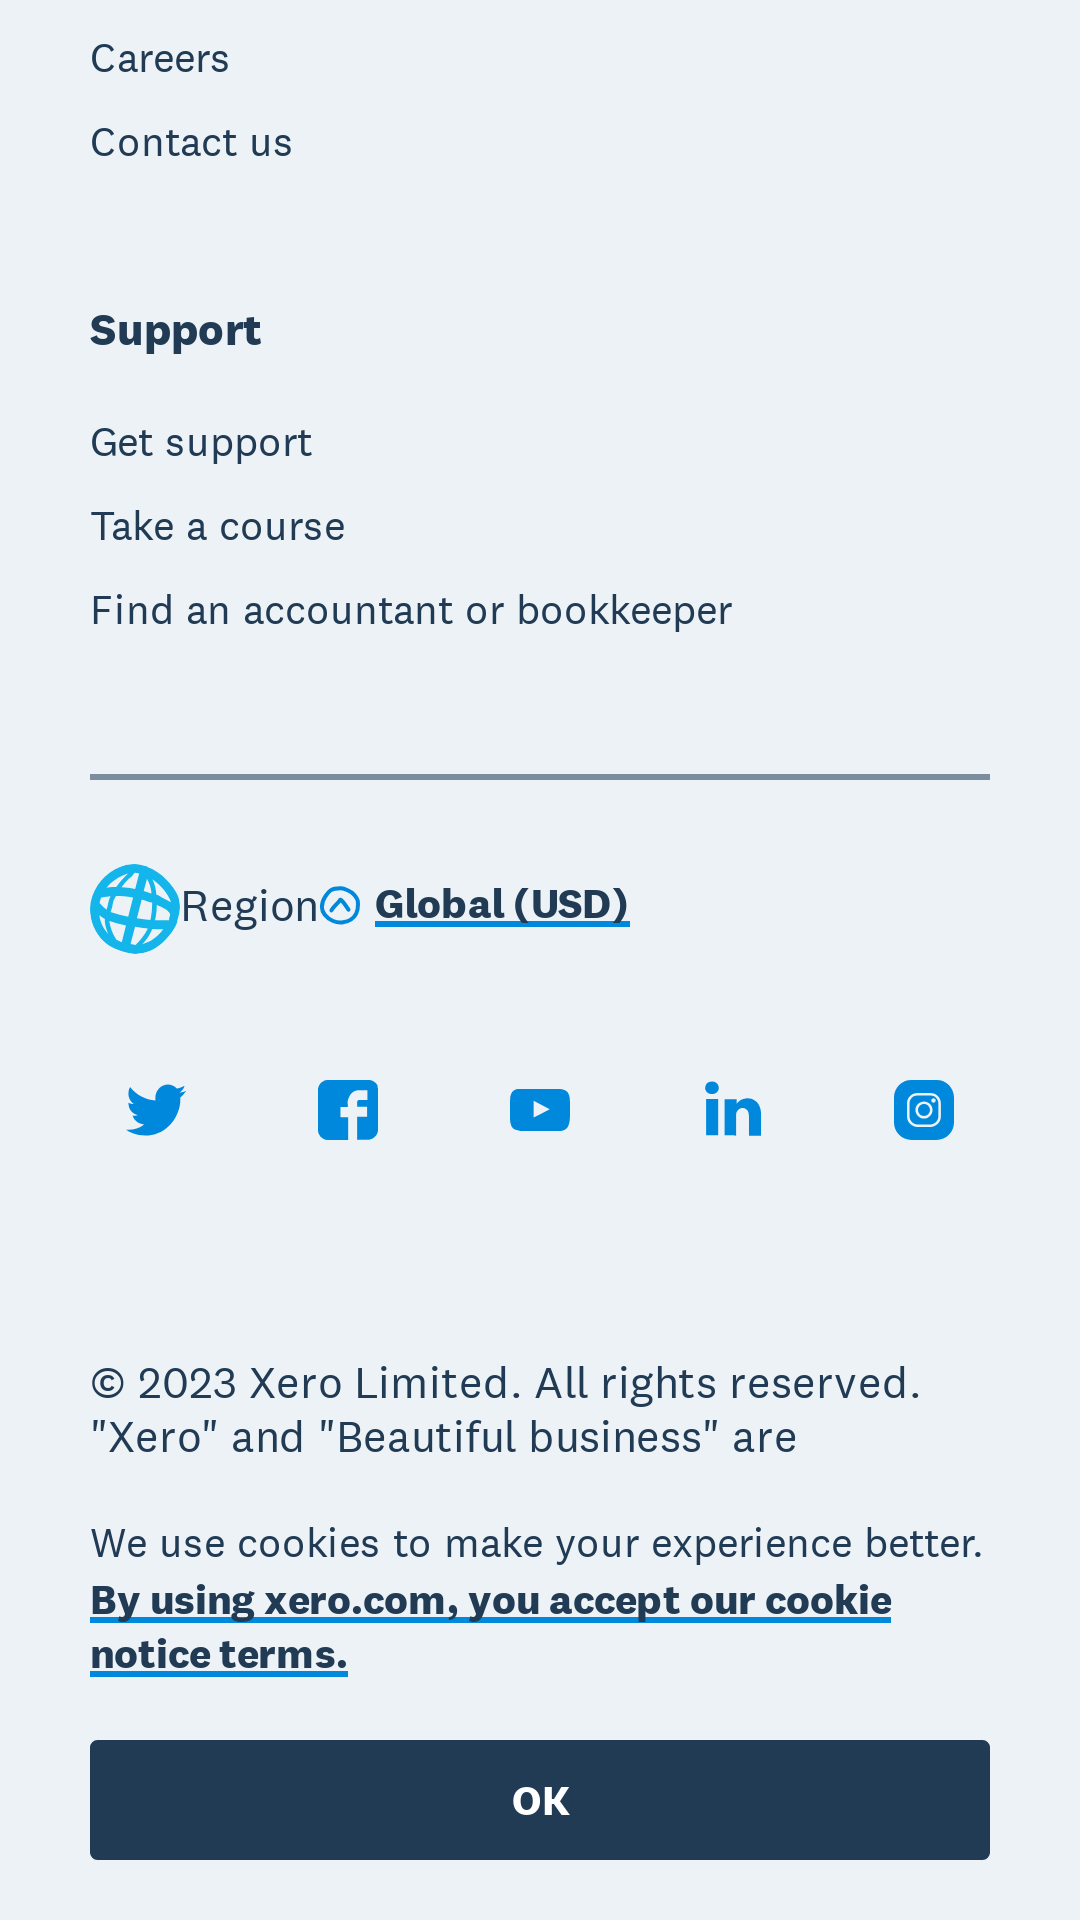 Careers
Contact us
Support
Get support
Take a course
Find an accountant or bookkeeper
Region Global (USD)
© 2023 Xero Limited. All rights reserved.
"Xero" and "Beautiful business" are
We use cookies to make your experience better.
By using xero.com, you accept our cookie
notice terms.
OK